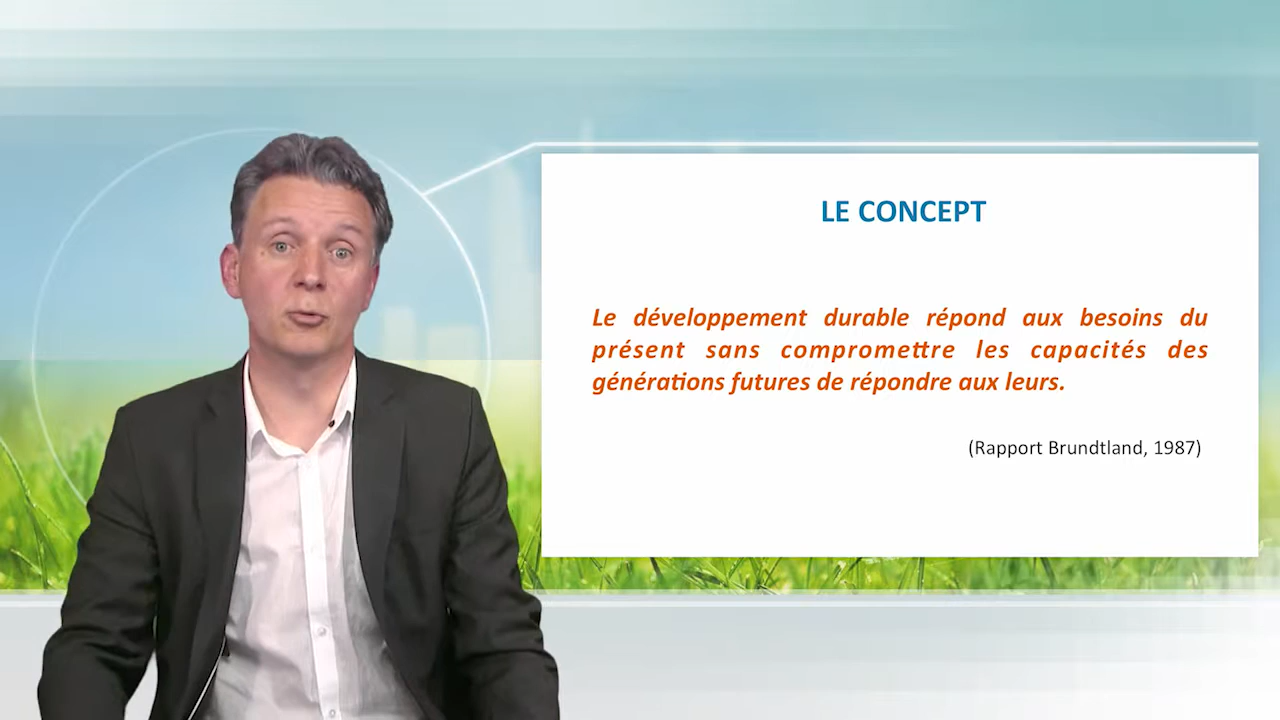 LE CONCEPT
Le développement durable répond aux besoins du
présent sans compromettre les capacités des
générations futures de répondre aux leurs.
(Rapport Brundtland, 1987)